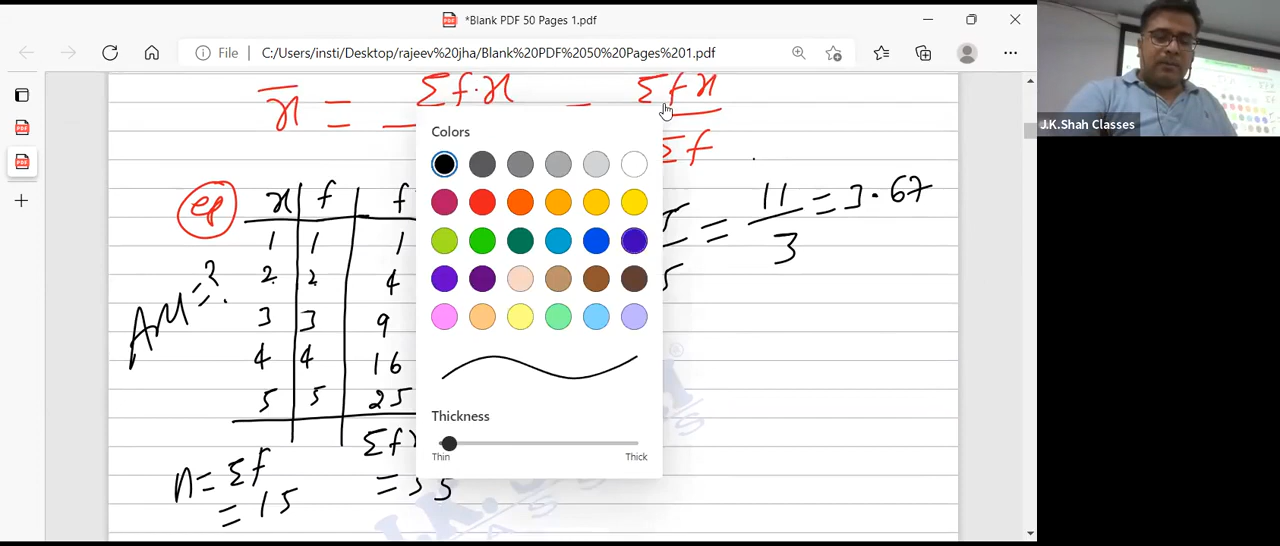 *Blank PDF 50 Pages 1.pdf
File C:/Users/insti/Desktop/rajeev%20jha/Blank%20PDF%2050%20Pages%201.pdf
J.K.Shah Classes
x̄ = Σf·x = Σfx
Σf
Colors
eg x f f
1 1 1
2 2 4
3 3 9
4 4 16
5 5 25
AM = ?
= 11/3 = 3.67
Thickness
Thin Thick
n = Σf
= 15
Σf
= 55